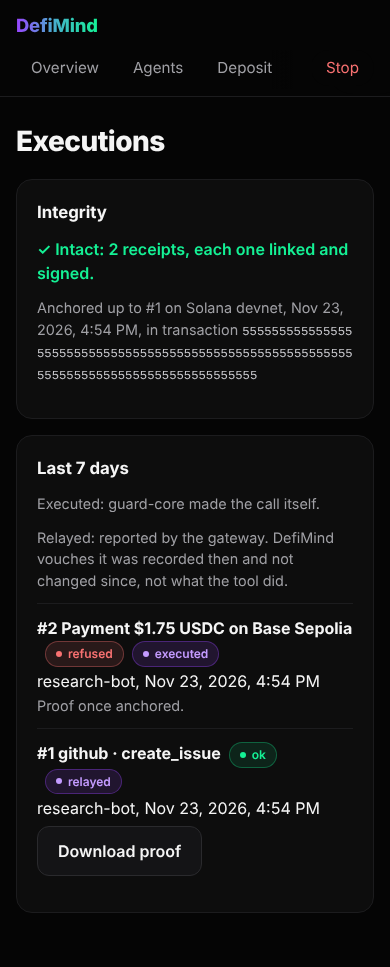 DefiMind
Overview Agents Deposit Stop
Executions
Integrity
✓ Intact: 2 receipts, each one linked and
signed.
Anchored up to #1 on Solana devnet, Nov 23,
2026, 4:54 PM, in transaction 555555555555555
5555555555555555555555555555555555555555555
555555555555555555555555555555
Last 7 days
Executed: guard-core made the call itself.
Relayed: reported by the gateway. DefiMind
vouches it was recorded then and not
changed since, not what the tool did.
#2 Payment $1.75 USDC on Base Sepolia
refused executed
research-bot, Nov 23, 2026, 4:54 PM
Proof once anchored.
#1 github · create_issue ok
relayed
research-bot, Nov 23, 2026, 4:54 PM
Download proof